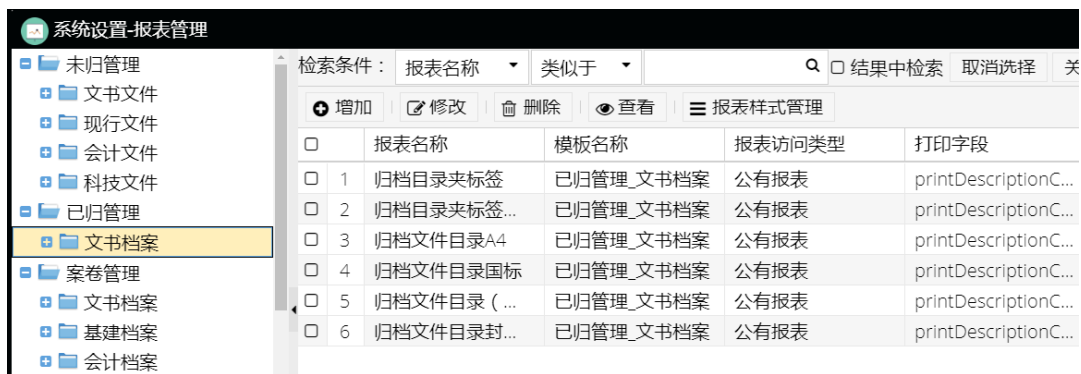 系统设置-报表管理
未归管理
文书文件
现行文件
会计文件
科技文件
已归管理
文书档案
案卷管理
文书档案
基建档案
会计档案
检索条件： 报表名称 类似于 结果中检索 取消选择 关
增加 修改 删除 查看 报表样式管理
报表名称 模板名称 报表访问类型 打印字段
1 归档目录夹标签 已归管理_文书档案 公有报表 printDescriptionC...
2 归档目录夹标签... 已归管理_文书档案 公有报表 printDescriptionC...
3 归档文件目录A4 已归管理_文书档案 公有报表 printDescriptionC...
4 归档文件目录国标 已归管理_文书档案 公有报表 printDescriptionC...
5 归档文件目录（... 已归管理_文书档案 公有报表 printDescriptionC...
6 归档文件目录封... 已归管理_文书档案 公有报表 printDescriptionC...